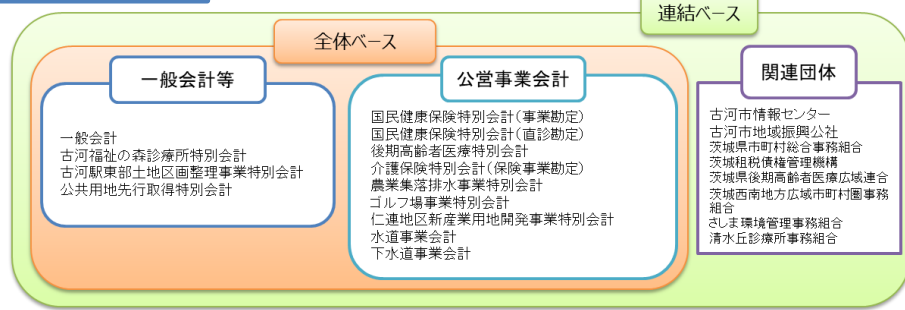 連結ベース
全体ベース
一般会計等
一般会計
古河福祉の森診療所特別会計
古河駅東部土地区画整理事業特別会計
公共用地先行取得特別会計
公営事業会計
国民健康保険特別会計(事業勘定)
国民健康保険特別会計(直診勘定)
後期高齢者医療特別会計
介護保険特別会計(保険事業勘定)
農業集落排水事業特別会計
ゴルフ場事業特別会計
仁連地区新産業用地開発事業特別会計
水道事業会計
下水道事業会計
関連団体
古河市情報センター
古河市地域振興公社
茨城県市町村総合事務組合
茨城租税債権管理機構
茨城県後期高齢者医療広域連合
茨城西南地方広域市町村圏事務
組合
さしま環境管理事務組合
清水丘診療所事務組合